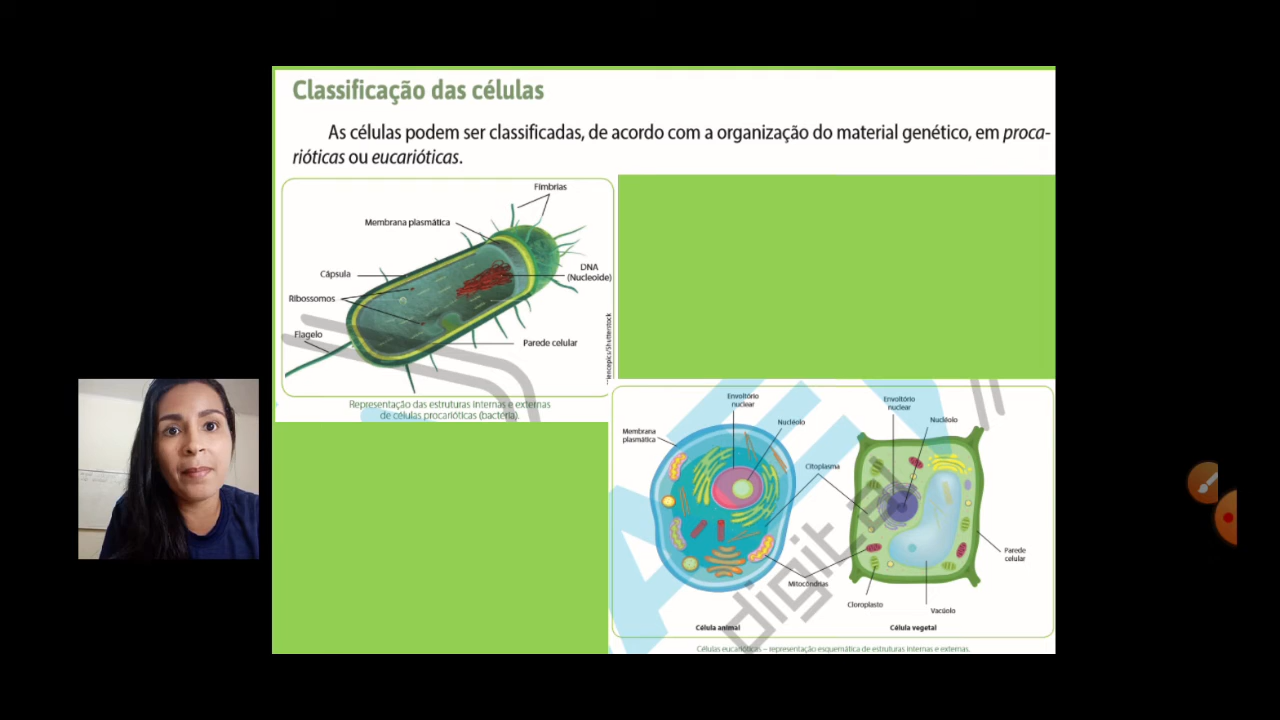 Classificação das células
As células podem ser classificadas, de acordo com a organização do material genético, em proca-
rióticas ou eucarióticas.
Fímbrias
Membrana plasmática
Cápsula
DNA
(Nucleoide)
Ribossomos
Flagelo
Parede celular
Representação das estruturas internas e externas
de células procarióticas (bactéria).
Envoltório
nuclear
Nucléolo
Membrana
plasmática
Citoplasma
Mitocôndrias
Célula animal
Envoltório
nuclear
Nucléolo
Parede
celular
Cloroplasto
Vacúolo
Célula vegetal
Células eucarióticas – representação esquemática de estruturas internas e externas.
digital